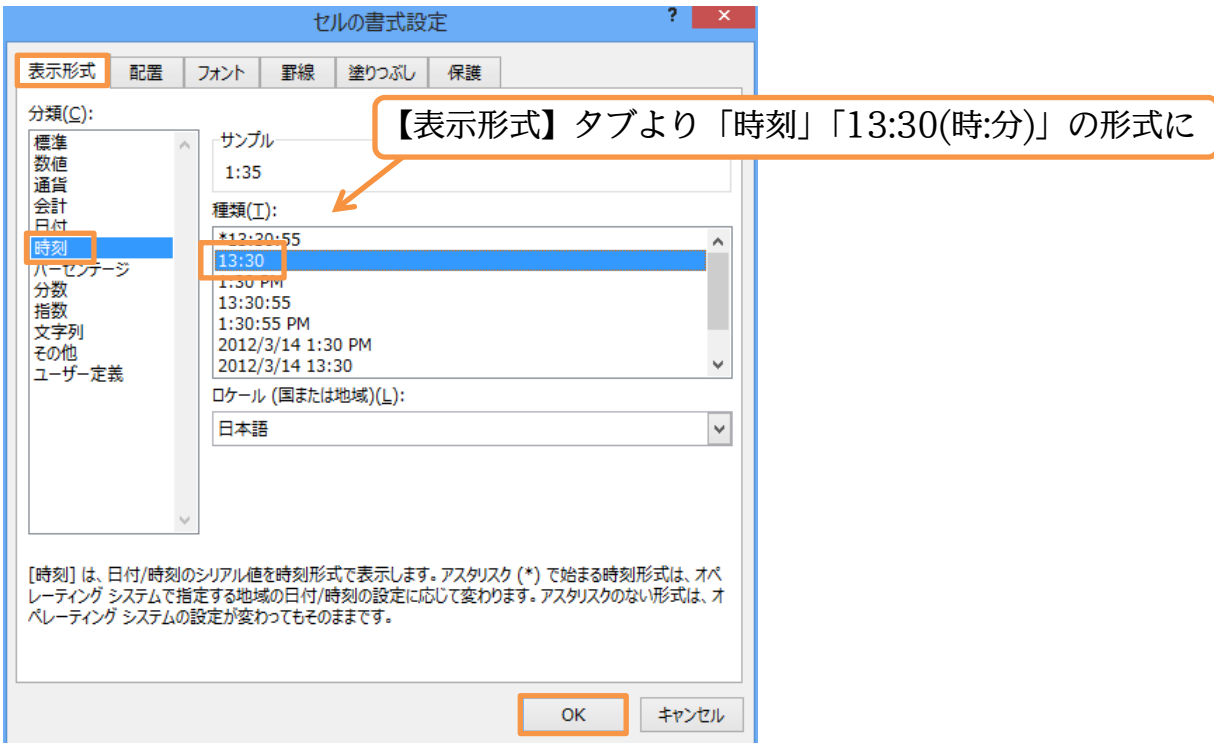 セルの書式設定
?
×
表示形式
配置
フォント
罫線
塗りつぶし
保護
分類(C):
標準
数値
通貨
会計
日付
時刻
パーセンテージ
分数
指数
文字列
その他
ユーザー定義
【表示形式】タブより「時刻」「13:30(時:分)」の形式に
サンプル
1:35
種類(T):
*13:30:55
13:30
1:30 PM
13:30:55
1:30:55 PM
2012/3/14 1:30 PM
2012/3/14 13:30
ロケール (国または地域)(L):
日本語
[時刻] は、日付/時刻のシリアル値を時刻形式で表示します。アスタリスク (*) で始まる時刻形式は、オペ
レーティング システムで指定する地域の日付/時刻の設定に応じて変わります。アスタリスクのない形式は、オ
ペレーティング システムの設定が変わってもそのままです。
OK
キャンセル